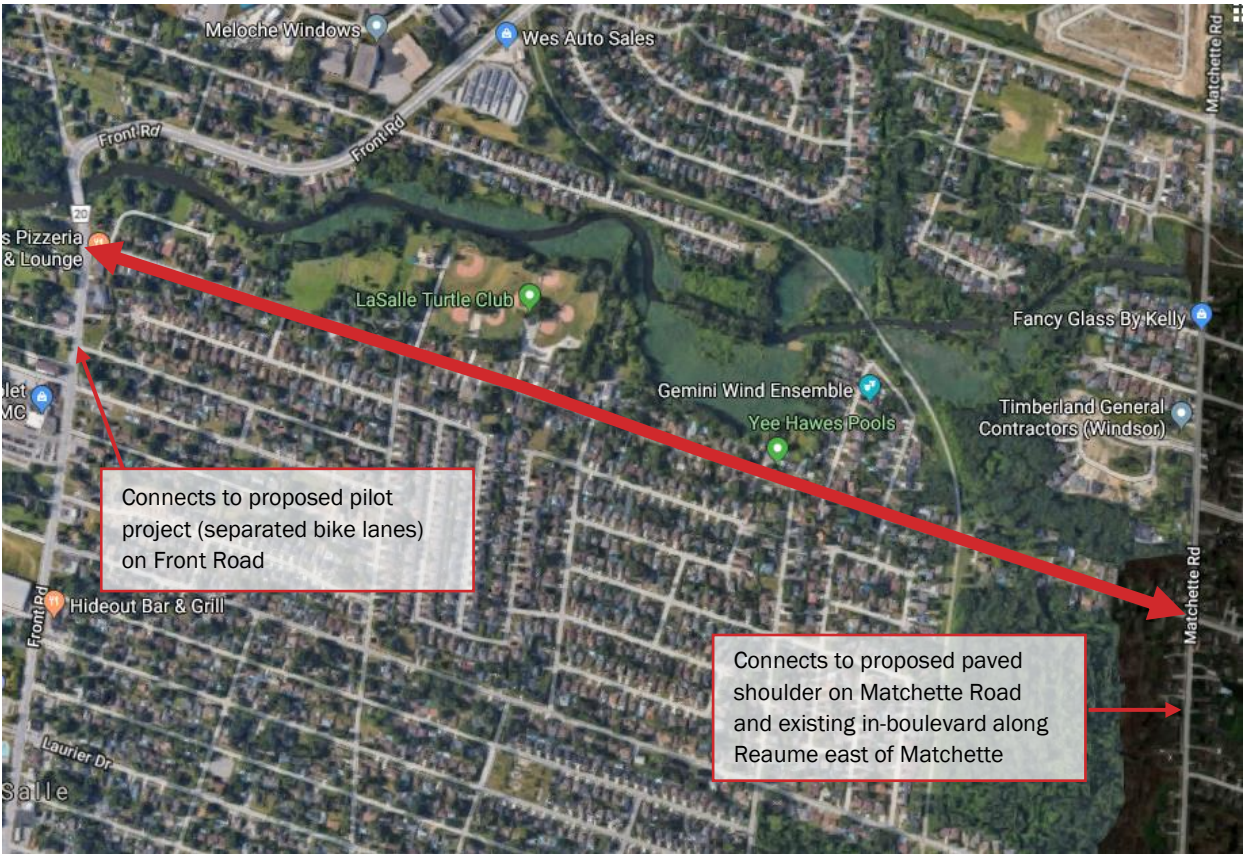 Meloche Windows
Wes Auto Sales
Matchette Rd
Front Rd
Front Rd
20
s Pizzeria
& Lounge
LaSalle Turtle Club
Fancy Glass By Kelly
Gemini Wind Ensemble
Timberland General
Contractors (Windsor)
Yee Hawes Pools
let
MC
Connects to proposed pilot
project (separated bike lanes)
on Front Road
Hideout Bar & Grill
Front Rd
Matchette Rd
Connects to proposed paved
shoulder on Matchette Road
and existing in-boulevard along
Reaume east of Matchette
Laurier Dr
Salle